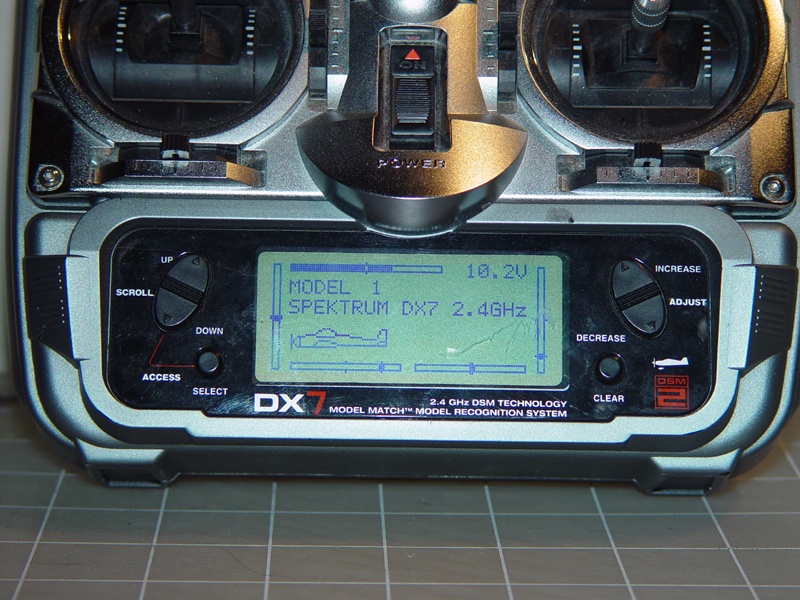 ON
POWER
UP
SCROLL
DOWN
ACCESS
SELECT
10.2V
MODEL 1
SPEKTRUM DX7 2.4GHz
INCREASE
ADJUST
DECREASE
CLEAR
DSM
2
DX7
2.4 GHz DSM TECHNOLOGY
MODEL MATCH™ MODEL RECOGNITION SYSTEM